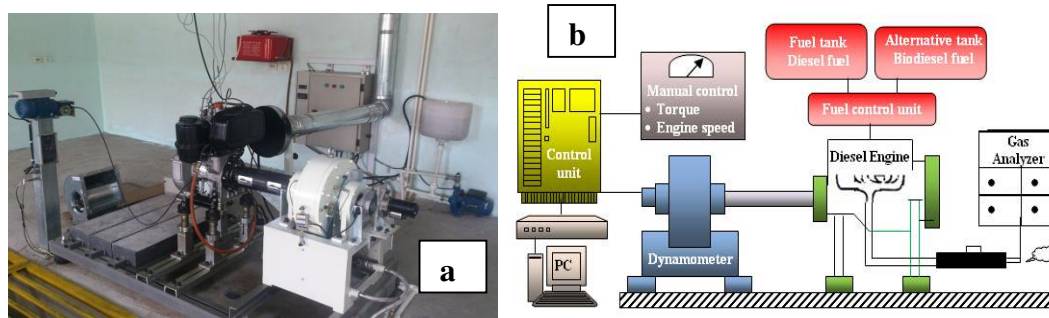 a
b
Fuel tank
Diesel fuel
Alternative tank
Biodiesel fuel
Manual control
• Torque
• Engine speed
Fuel control unit
Control
unit
Diesel Engine
Gas
Analyzer
PC
Dynamometer